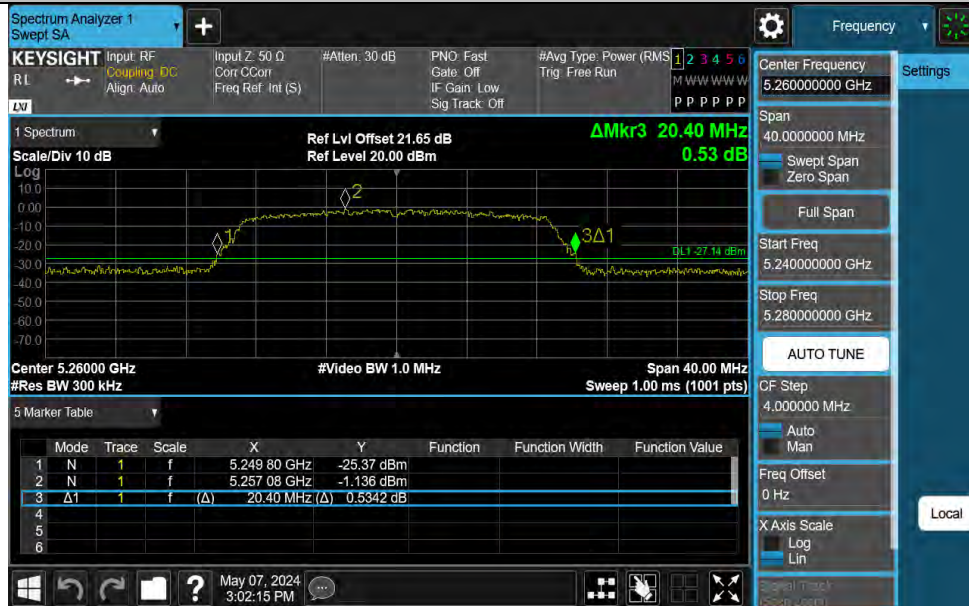 Spectrum Analyzer 1
Swept SA
+
Frequency
KEYSIGHT
RL
LXI
Input: RF
Coupling: DC
Align: Auto
Input Z: 50 Ω
Corr CCorr
Freq Ref: Int (S)
#Atten: 30 dB
PNO: Fast
Gate: Off
IF Gain: Low
Sig Track: Off
#Avg Type: Power (RMS
Trig: Free Run
1 2 3 4 5 6
M W W W W W
P P P P P P
Center Frequency
5.260000000 GHz
Settings
Span
40.0000000 MHz
Swept Span
Zero Span
Full Span
Start Freq
5.240000000 GHz
Stop Freq
5.280000000 GHz
AUTO TUNE
CF Step
4.000000 MHz
Auto
Man
Freq Offset
0 Hz
X Axis Scale
Log
Lin
Signal Track
Local
1 Spectrum
Scale/Div 10 dB
Ref Lvl Offset 21.65 dB
Ref Level 20.00 dBm
ΔMkr3 20.40 MHz
0.53 dB
Log
10.0
0.00
-10.0
-20.0
-30.0
-40.0
-50.0
-60.0
-70.0
1
2
3Δ1
DL1 -27.14 dBm
Center 5.26000 GHz
#Video BW 1.0 MHz
Span 40.00 MHz
#Res BW 300 kHz
Sweep 1.00 ms (1001 pts)
5 Marker Table
Mode Trace Scale X Y Function Function Width Function Value
1 N 1 f 5.249 80 GHz -25.37 dBm
2 N 1 f 5.257 08 GHz -1.136 dBm
3 Δ1 1 f (Δ) 20.40 MHz (Δ) 0.5342 dB
4
5
6
?
May 07, 2024
3:02:15 PM